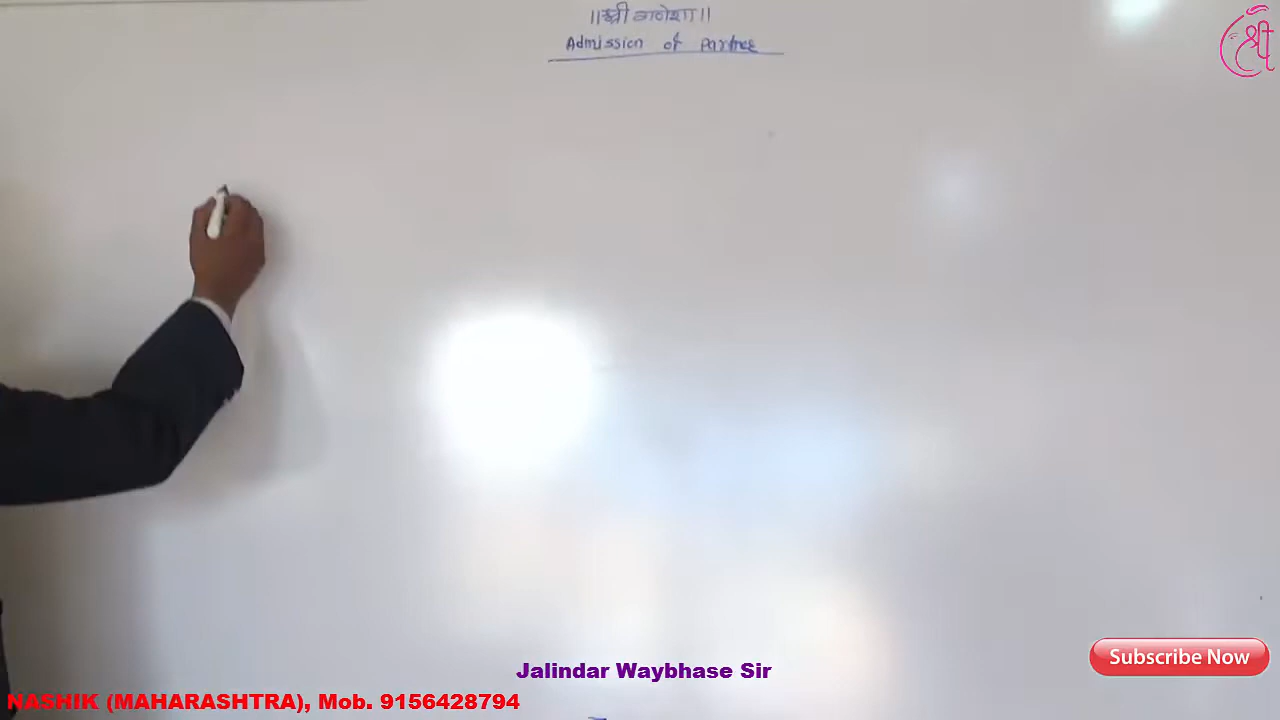 ||श्री गणेशा||
Admission of Partner
श्री
Subscribe Now
Jalindar Waybhase Sir
NASHIK (MAHARASHTRA), Mob. 9156428794